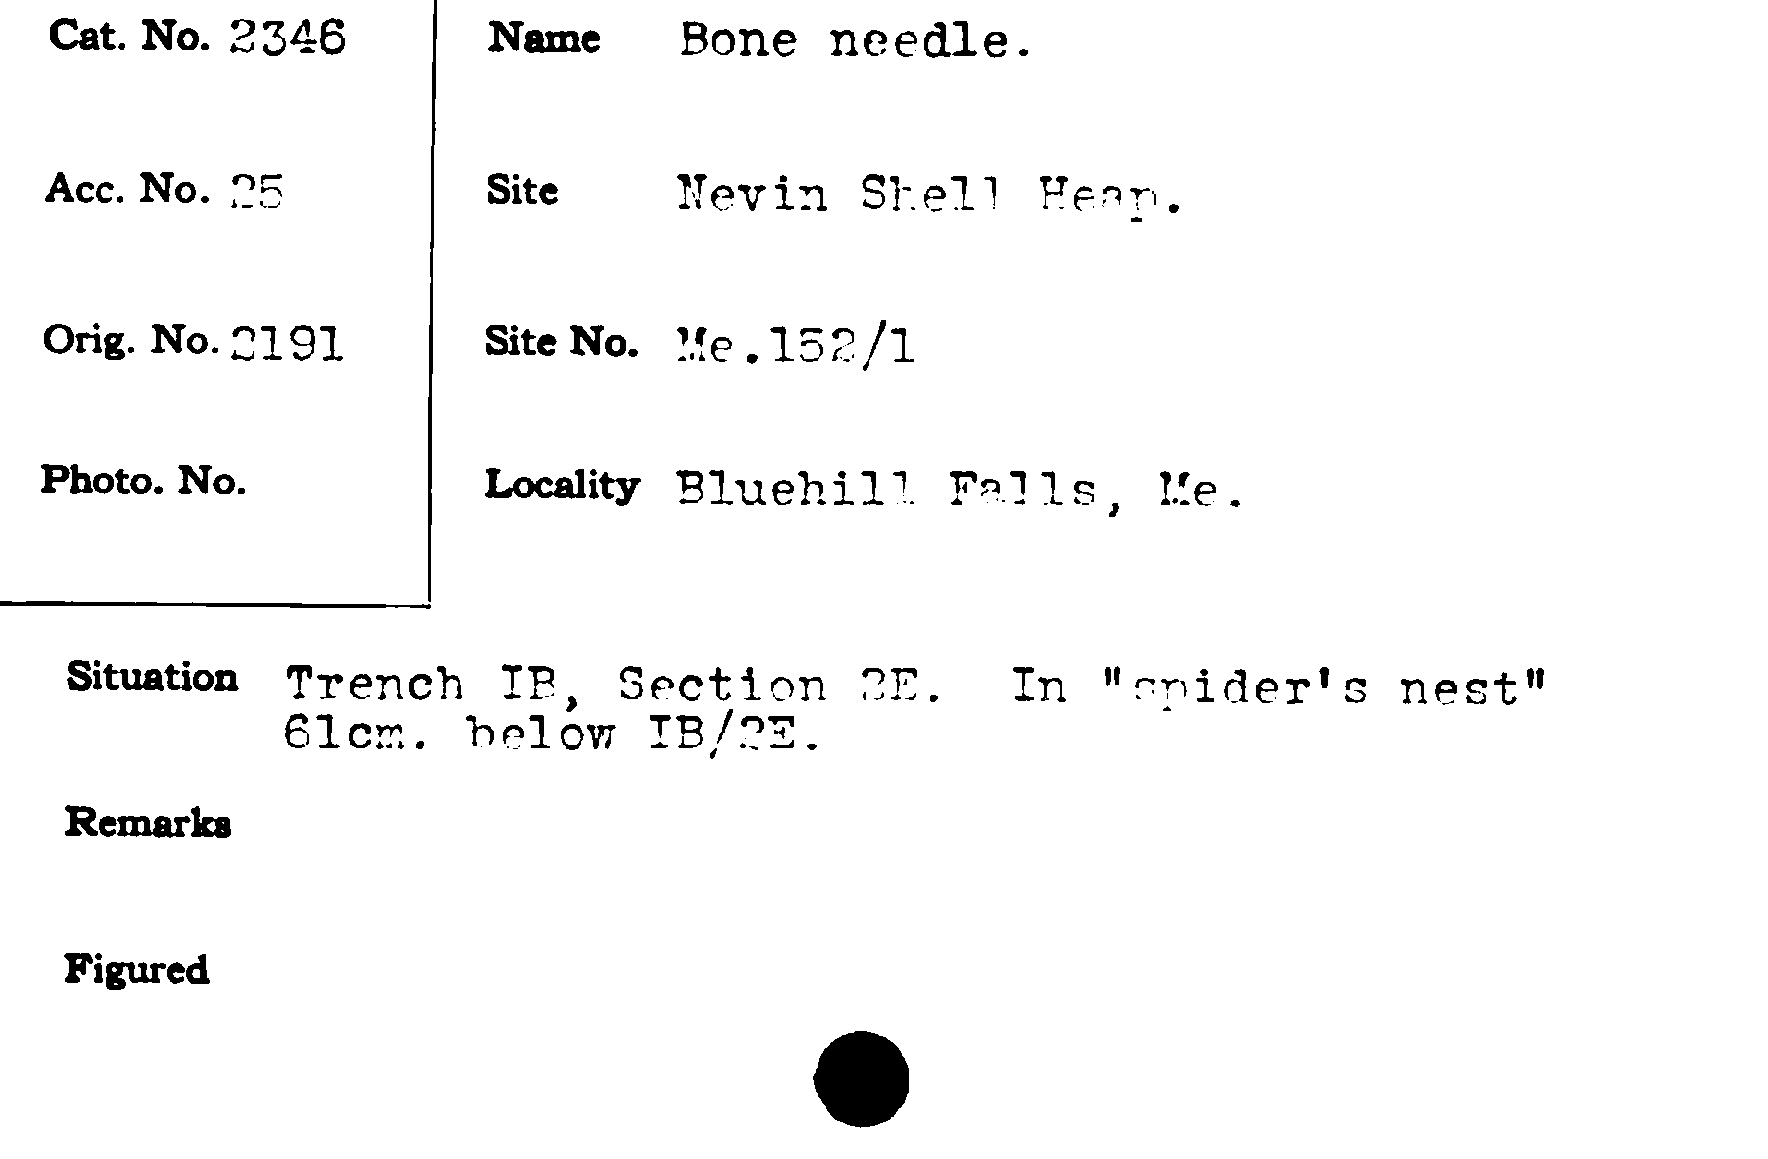 Cat. No. 2346
Name Bone needle.
Acc. No. 25
Site Nevin Shell Heap.
Orig. No. 2191
Site No. Me.152/1
Photo. No.
Locality Bluehill Falls, Me.
Situation Trench IB, Section 2E. In "spider's nest"
61cm. below IB/2E.
Remarks
Figured